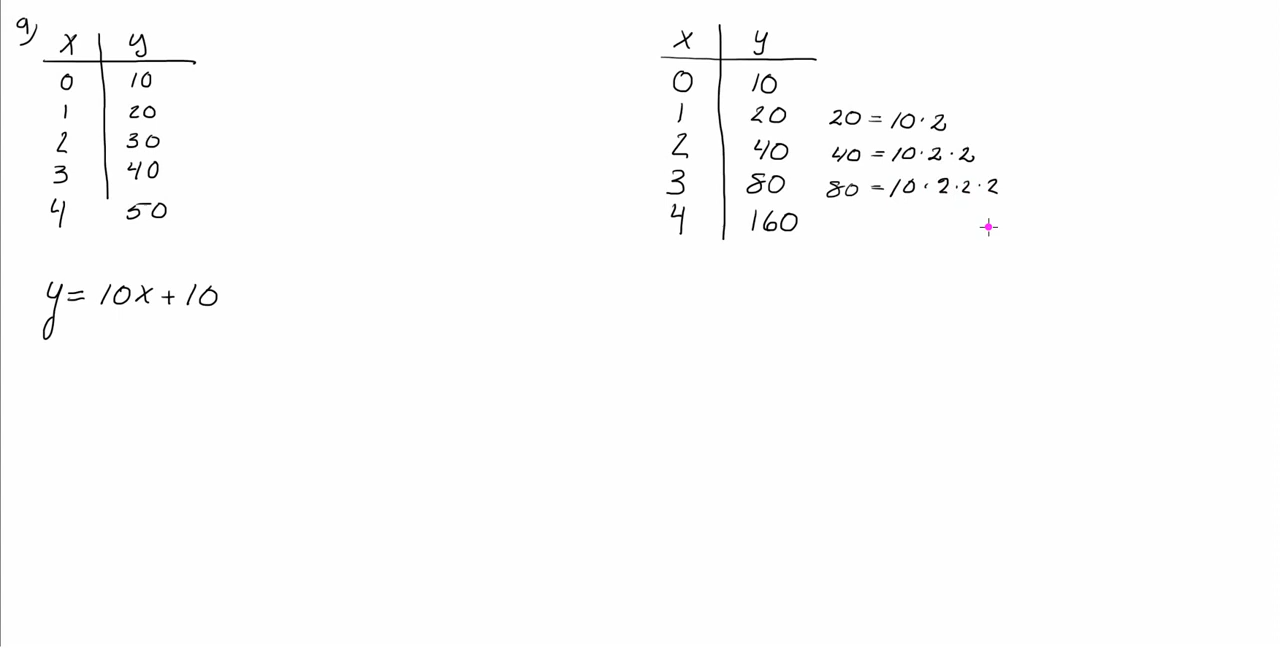 a)
x y
0 10
1 20
2 30
3 40
4 50
y = 10x + 10
x y
0 10
1 20 20 = 10 · 2
2 40 40 = 10 · 2 · 2
3 80 80 = 10 · 2 · 2 · 2
4 160